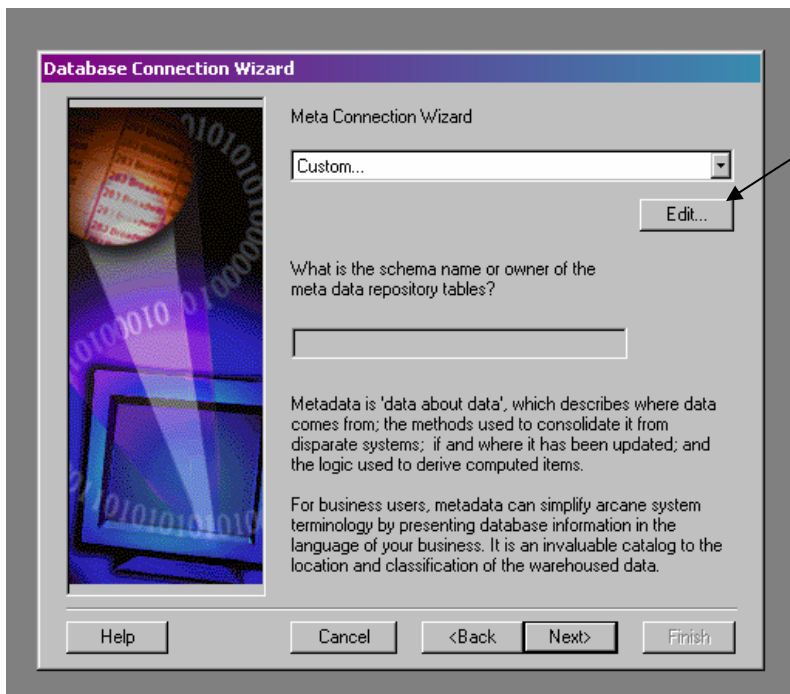 Database Connection Wizard
Meta Connection Wizard
Custom...
Edit...
What is the schema name or owner of the
meta data repository tables?
Metadata is 'data about data', which describes where data
comes from; the methods used to consolidate it from
disparate systems;  if and where it has been updated; and
the logic used to derive computed items.
For business users, metadata can simplify arcane system
terminology by presenting database information in the
language of your business. It is an invaluable catalog to the
location and classification of the warehoused data.
Help
Cancel
<Back
Next>
Finish